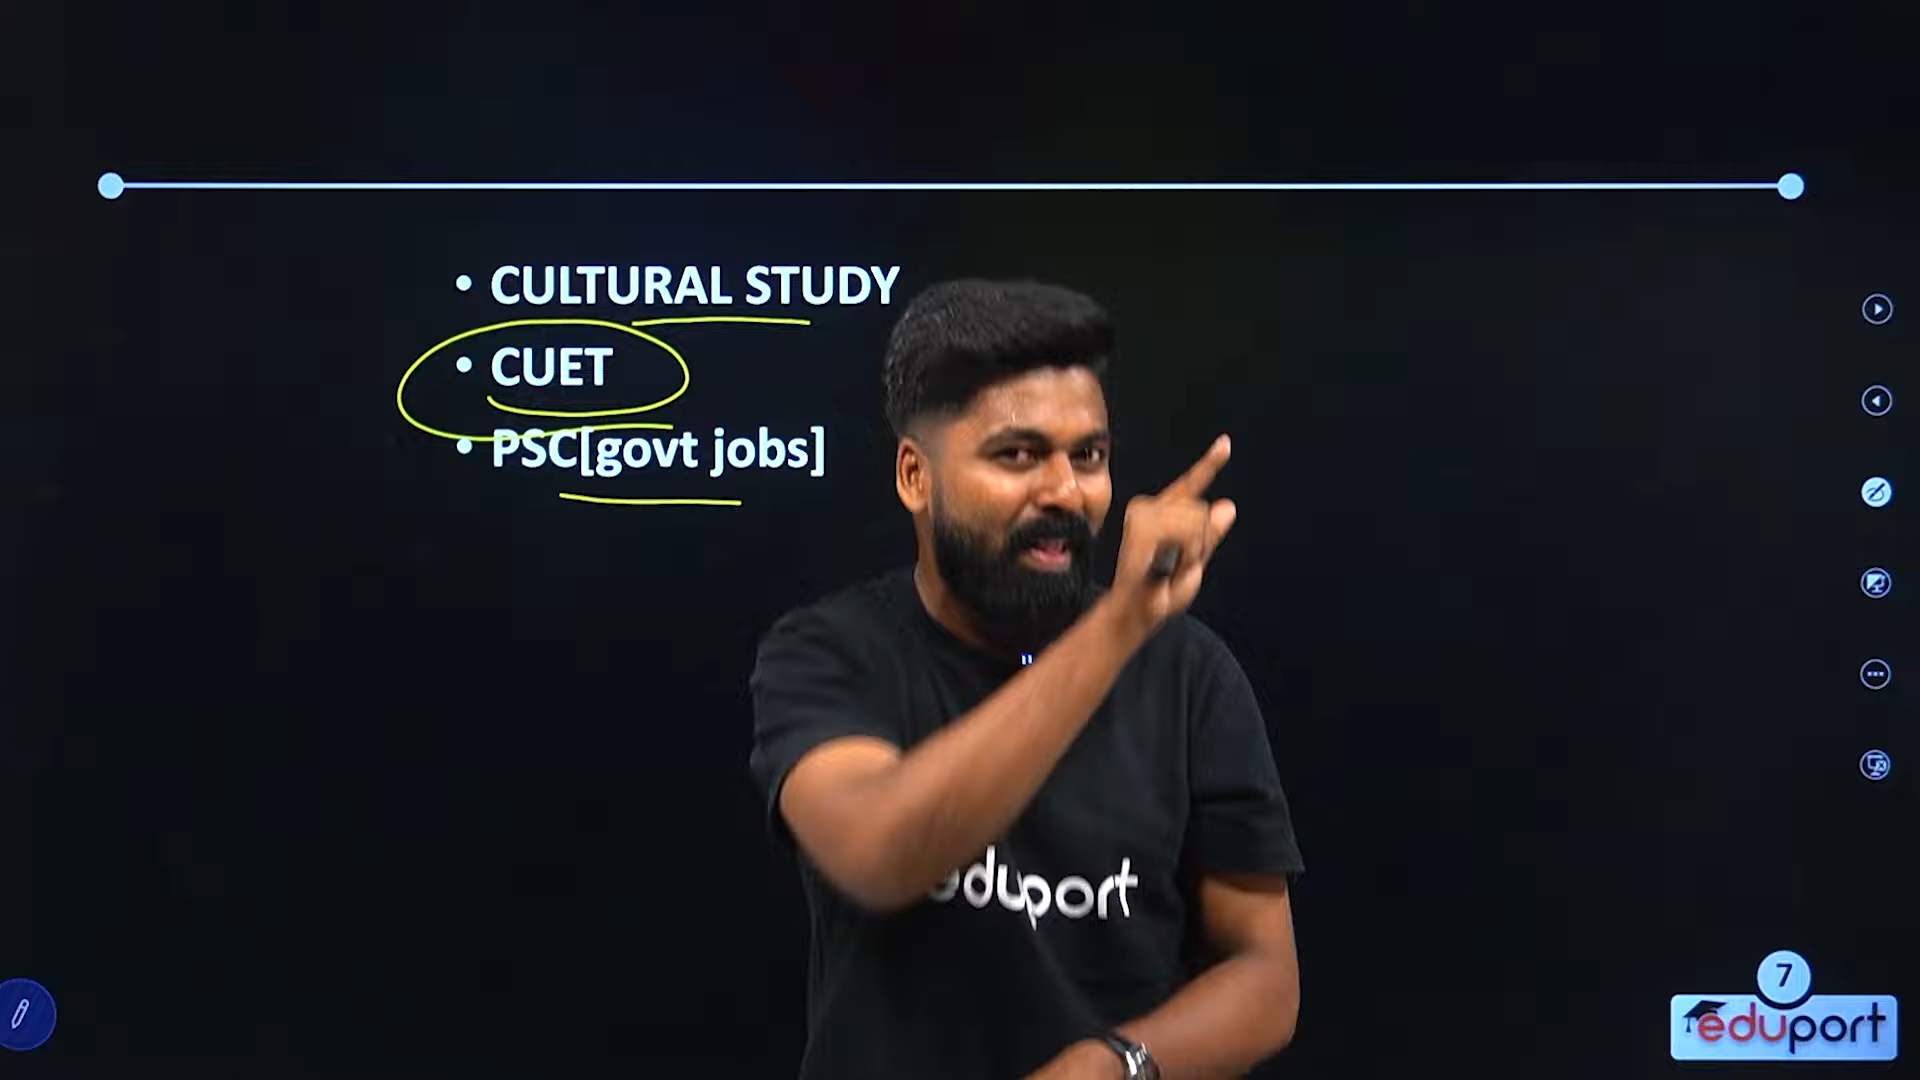 • CULTURAL STUDY
• CUET
• PSC[govt jobs]
eduport
7
eduport